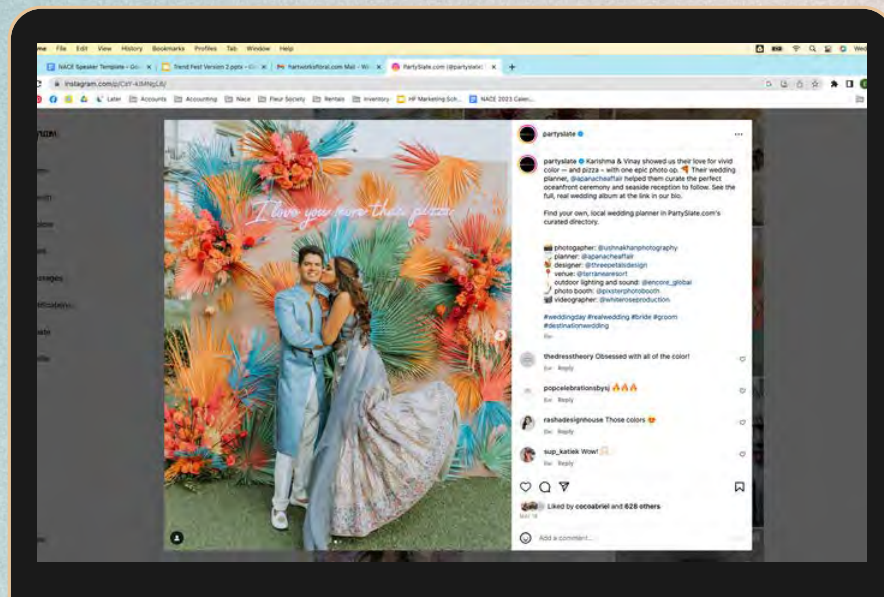 File Edit View History Bookmarks Profiles Tab Window Help
NACE Speaker Template - Go
Trend Fest Version 2.pptx - Go
hartworksfloral.com Mail -
PartySlate.com (@partyslate)
HF Marketing Sch...
NACE 2023 Calen...
Later
Accounts
Accounting
Nace
Fleur Society
Rentals
Inventory
I love you more than pizza
partyslate
partyslate Karishma & Vinay showed us their love for vivid
color — and pizza – with one epic photo op. 🍕 Their wedding
planner, @apanacheaffair helped them curate the perfect
oceanfront ceremony and seaside reception to follow. See the
full, real wedding album at the link in our bio.
Find your own, local wedding planner in PartySlate.com's
curated directory.
photogapher: @ushnakhanphotography
planner: @apanacheaffair
designer: @threepetalsdesign
venue: @larranearesort
outdoor lighting and sound: @encore_global
photo booth: @pixsterphotobooth
videographer: @whiteroseproduction
#weddingday #realwedding #bride #groom
#destinationwedding
thedresstheory Obsessed with all of the color!
Reply
popcelebrationsbysj 🔥🔥🔥
Reply
rashadesignhouse Those colors 😍
Reply
sup_katiek Wow!
Reply
Liked by cocoabriel and 628 others
Add a comment...